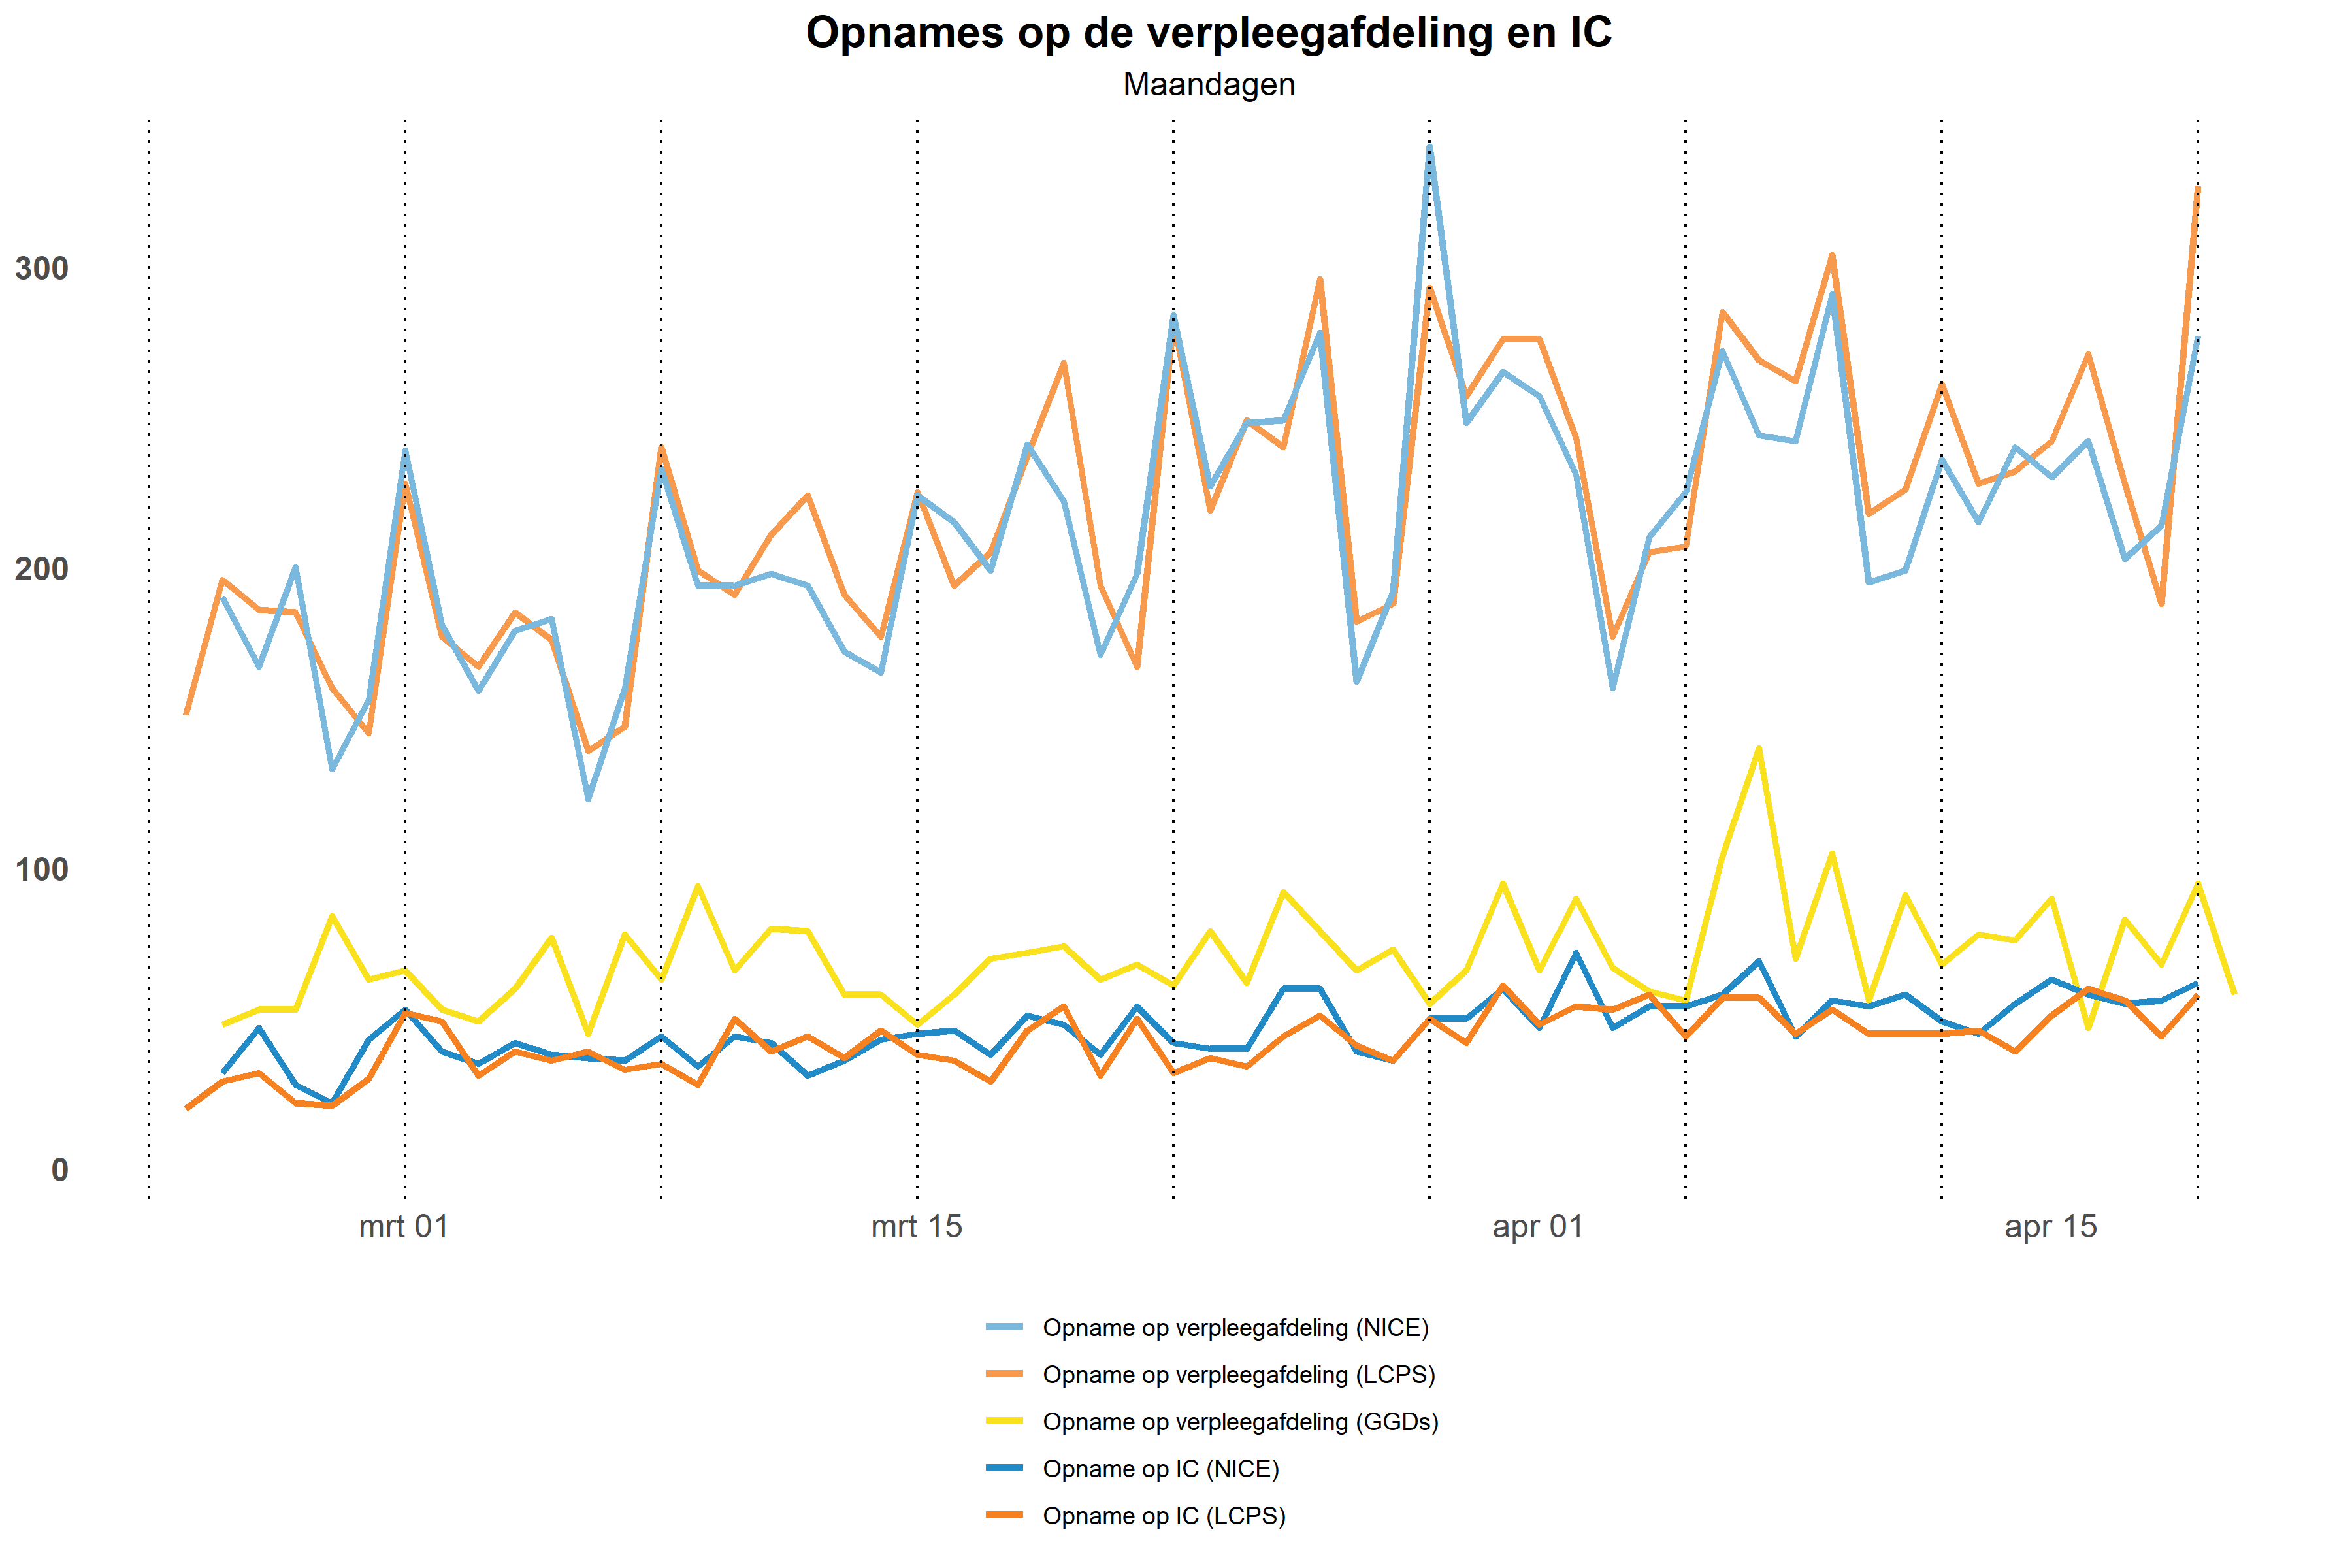 Opnames op de verpleegafdeling en IC
Maandagen
300
200
100
0
mrt 01
mrt 15
apr 01
apr 15
Opname op verpleegafdeling (NICE)
Opname op verpleegafdeling (LCPS)
Opname op verpleegafdeling (GGDs)
Opname op IC (NICE)
Opname op IC (LCPS)